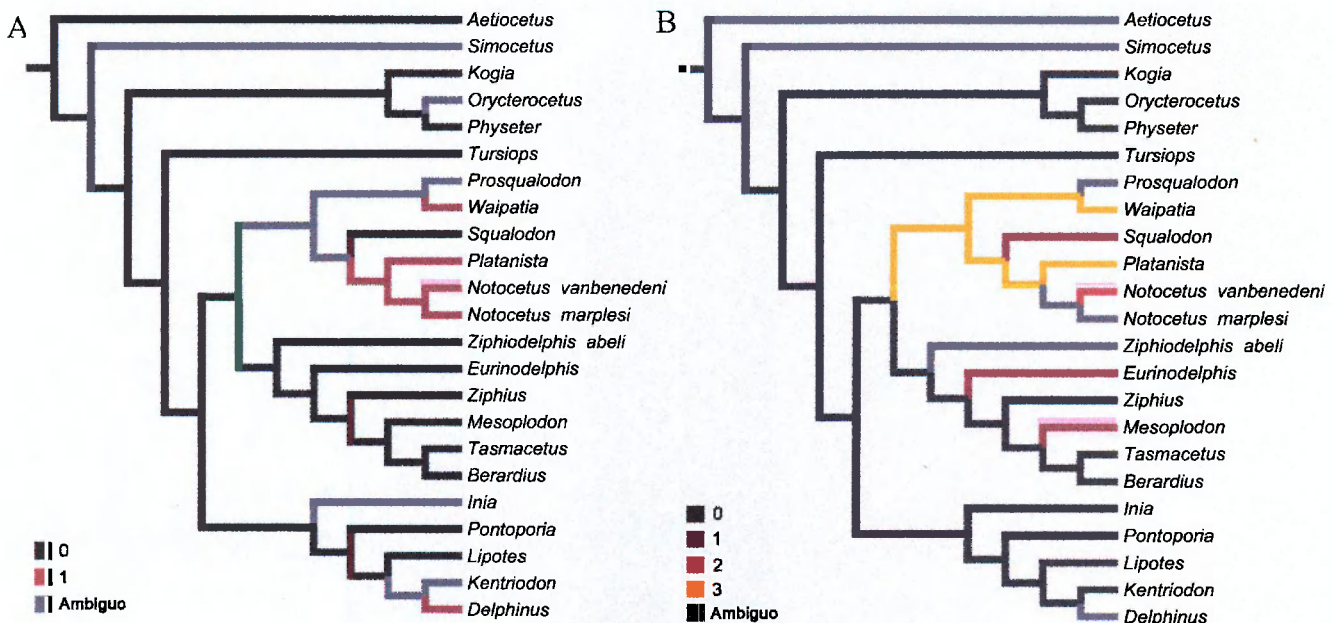 A
Aetiocetus
Simocetus
Kogia
Orycterocetus
Physeter
Tursiops
Prosqualodon
Waipatia
Squalodon
Platanista
Notocetus vanbenedeni
Notocetus marplesi
Ziphiodelphis abeli
Eurinodelphis
Ziphius
Mesoplodon
Tasmacetus
Berardius
Inia
Pontoporia
Lipotes
Kentriodon
Delphinus
0
1
Ambiguo
B
Aetiocetus
Simocetus
Kogia
Orycterocetus
Physeter
Tursiops
Prosqualodon
Waipatia
Squalodon
Platanista
Notocetus vanbenedeni
Notocetus marplesi
Ziphiodelphis abeli
Eurinodelphis
Ziphius
Mesoplodon
Tasmacetus
Berardius
Inia
Pontoporia
Lipotes
Kentriodon
Delphinus
0
1
2
3
Ambiguo